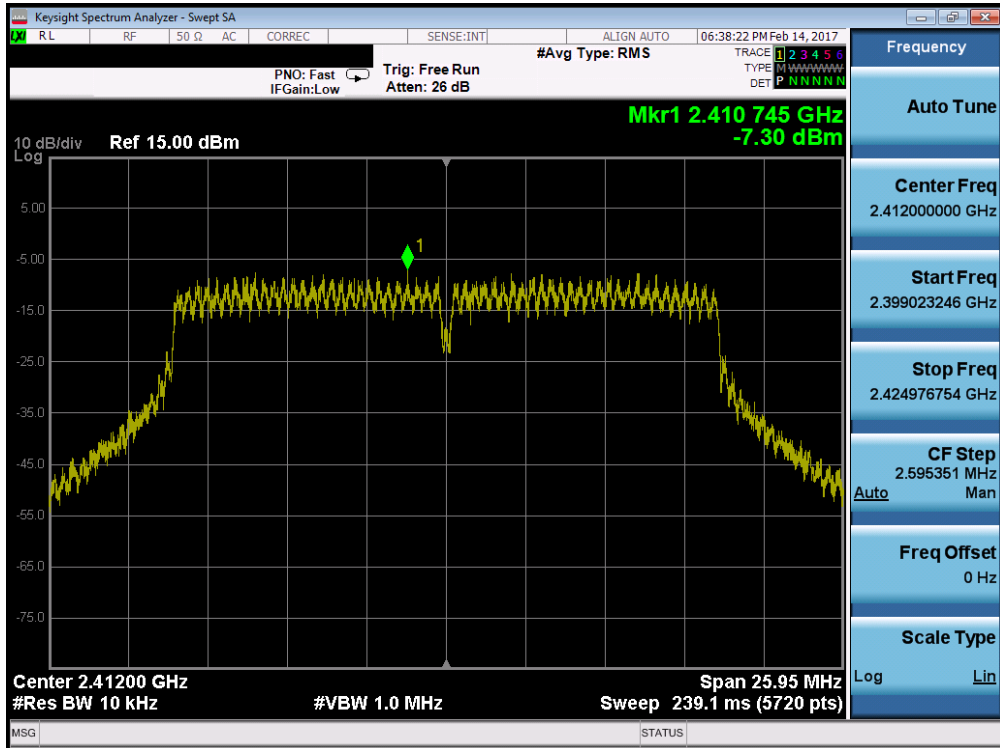 Keysight Spectrum Analyzer - Swept SA
LXI RL RF 50 Ω AC CORREC SENSE:INT ALIGN AUTO 06:38:22 PM Feb 14, 2017
#Avg Type: RMS TRACE 1 2 3 4 5 6
PNO: Fast Trig: Free Run TYPE M WWWWW
IFGain:Low Atten: 26 dB DET P N N N N N
Mkr1 2.410 745 GHz
-7.30 dBm
10 dB/div Ref 15.00 dBm
Log
1
5.00
-5.00
-15.0
-25.0
-35.0
-45.0
-55.0
-65.0
-75.0
Center 2.41200 GHz Span 25.95 MHz
#Res BW 10 kHz #VBW 1.0 MHz Sweep 239.1 ms (5720 pts)
MSG STATUS
Frequency
Auto Tune
Center Freq
2.412000000 GHz
Start Freq
2.399023246 GHz
Stop Freq
2.424976754 GHz
CF Step
2.595351 MHz
Auto Man
Freq Offset
0 Hz
Scale Type
Log Lin